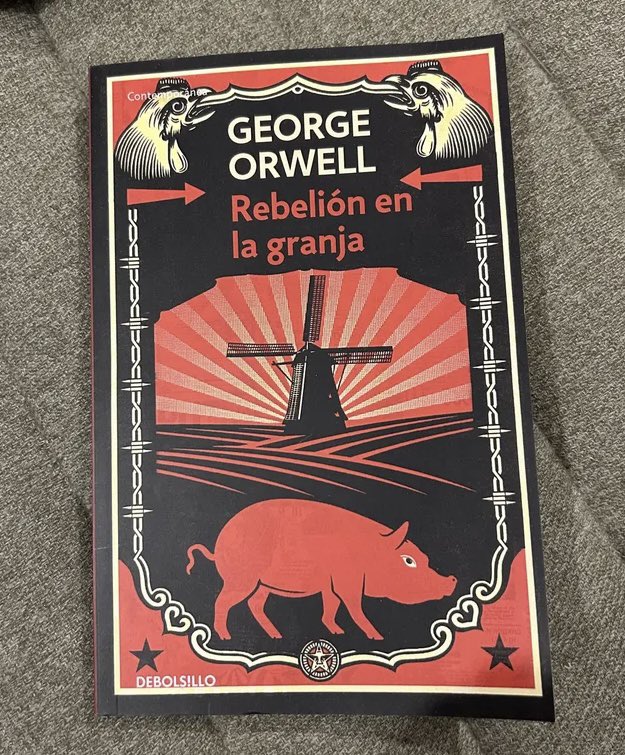 Contemporánea
GEORGE
ORWELL
Rebelión en
la granja
DEBOLSILLO